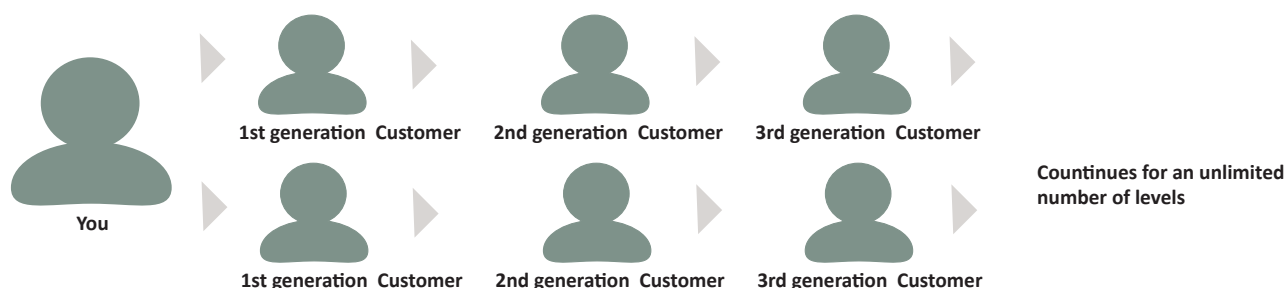 1st generation Customer
2nd generation Customer
3rd generation Customer
You
Countinues for an unlimited
number of levels
1st generation Customer
2nd generation Customer
3rd generation Customer